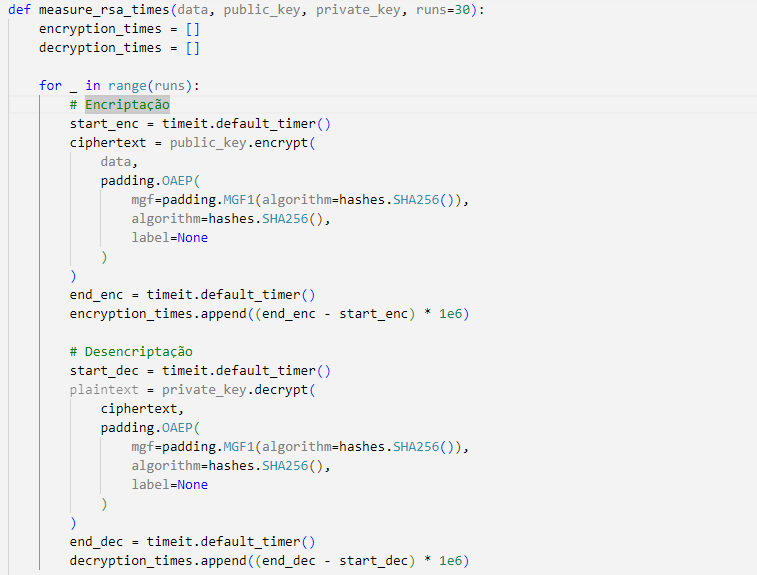 def measure_rsa_times(data, public_key, private_key, runs=30):
    encryption_times = []
    decryption_times = []

    for _ in range(runs):
        # Encriptação
        start_enc = timeit.default_timer()
        ciphertext = public_key.encrypt(
            data,
            padding.OAEP(
                mgf=padding.MGF1(algorithm=hashes.SHA256()),
                algorithm=hashes.SHA256(),
                label=None
            )
        )
        end_enc = timeit.default_timer()
        encryption_times.append((end_enc - start_enc) * 1e6)

        # Desencriptação
        start_dec = timeit.default_timer()
        plaintext = private_key.decrypt(
            ciphertext,
            padding.OAEP(
                mgf=padding.MGF1(algorithm=hashes.SHA256()),
                algorithm=hashes.SHA256(),
                label=None
            )
        )
        end_dec = timeit.default_timer()
        decryption_times.append((end_dec - start_dec) * 1e6)